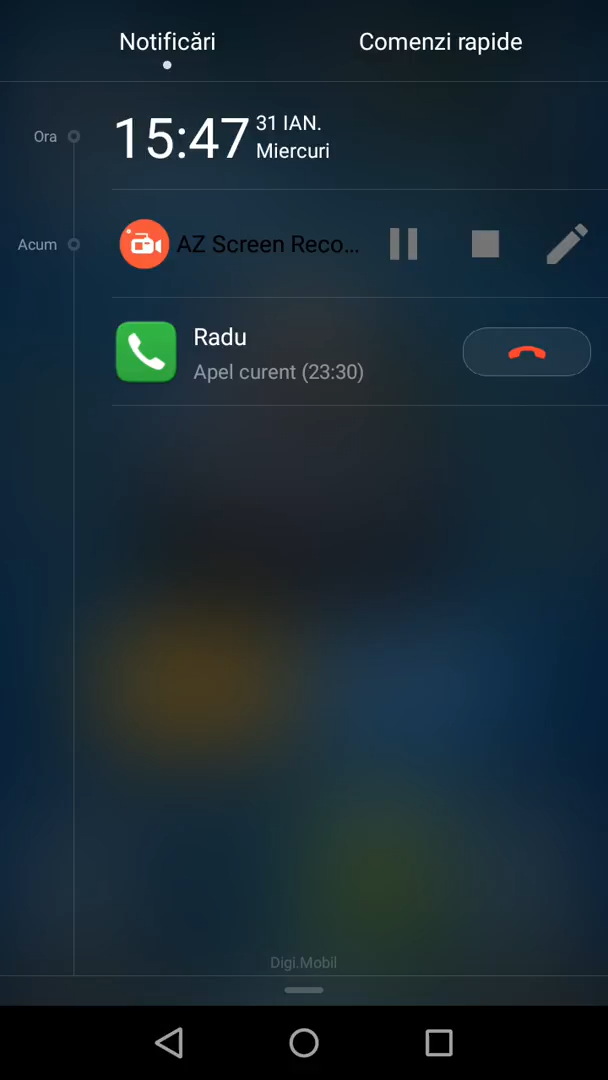 Notificări
Comenzi rapide
Ora
15:47
31 IAN.
Miercuri
Acum
AZ Screen Reco...
Radu
Apel curent (23:30)
Digi.Mobil